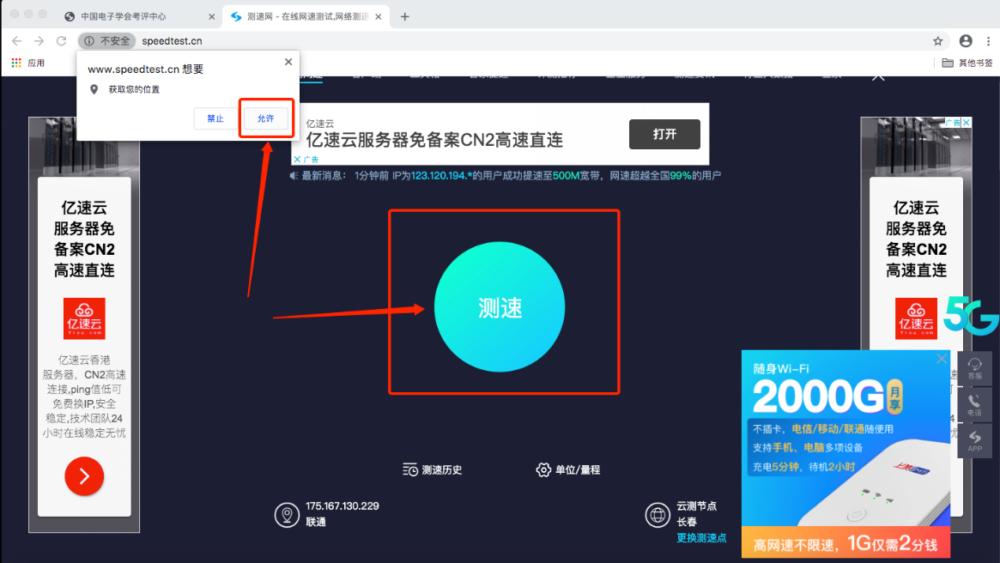 中国电子学会考评中心
测速网 - 在线网速测试,网络测速
不安全
speedtest.cn
应用
其他书签
www.speedtest.cn 想要
获取您的位置
禁止
允许
亿速云
亿速云服务器免备案CN2高速直连
打开
广告
最新消息: 1分钟前 IP为123.120.194.*的用户成功提速至500M宽带，网速超越全国99%的用户
亿速云
服务器免
备案CN2
高速直连
亿速云
Yisu.com
亿速云香港
服务器，CN2高速
连接,ping值低可
免费换IP,安全
稳定,技术团队24
小时在线稳定无忧
测速
测速历史
单位/量程
175.167.130.229
联通
云测节点
长春
更换测速点
广告
亿速云
服务器免
备案CN2
高速直连
亿速云
Yisu.com
5G
客服
电话
APP
随身Wi-Fi
2000G月享
不插卡，电信/移动/联通随便用
支持手机、电脑多项设备
充电5分钟，待机2小时
高网速不限速，1G仅需2分钱